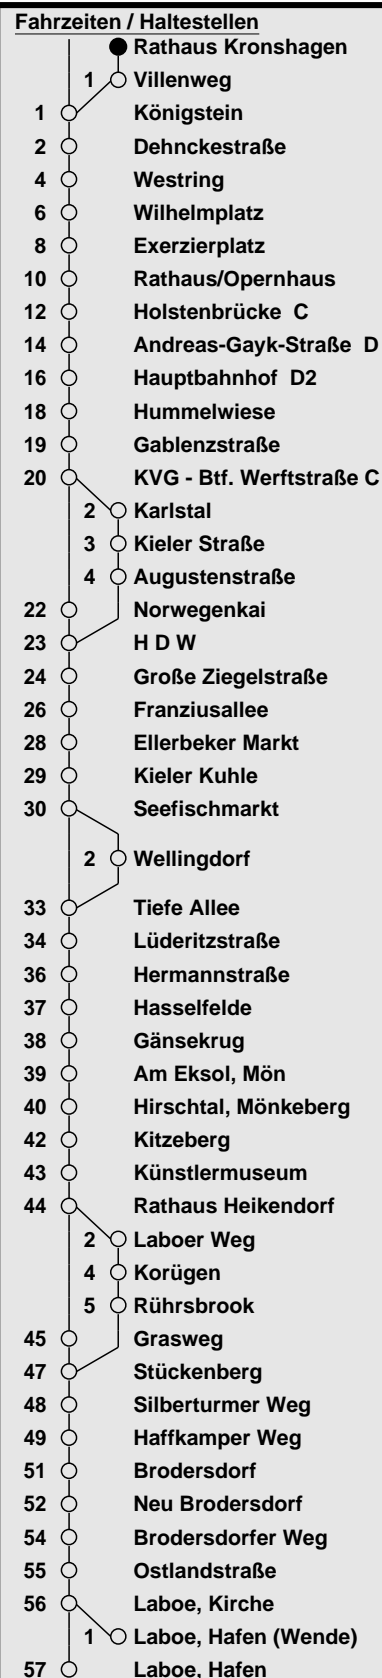 Fahrzeiten / Haltestellen
Rathaus Kronshagen
1 Villenweg
1 Königstein
2 Dehnckestraße
4 Westring
6 Wilhelmplatz
8 Exerzierplatz
10 Rathaus/Opernhaus
12 Holstenbrücke C
14 Andreas-Gayk-Straße D
16 Hauptbahnhof D2
18 Hummelwiese
19 Gablenzstraße
20 KVG - Btf. Werftstraße C
2 Karlstal
3 Kieler Straße
4 Augustenstraße
22 Norwegenkai
23 H D W
24 Große Ziegelstraße
26 Franziusallee
28 Ellerbeker Markt
29 Kieler Kuhle
30 Seefischmarkt
2 Wellingdorf
33 Tiefe Allee
34 Lüderitzstraße
36 Hermannstraße
37 Hasselfelde
38 Gänsekrug
39 Am Eksol, Mön
40 Hirschtal, Mönkeberg
42 Kitzeberg
43 Künstlermuseum
44 Rathaus Heikendorf
2 Laboer Weg
4 Korügen
5 Rührsbrook
45 Grasweg
47 Stückenberg
48 Silberturmer Weg
49 Haffkamper Weg
51 Brodersdorf
52 Neu Brodersdorf
54 Brodersdorfer Weg
55 Ostlandstraße
56 Laboe, Kirche
1 Laboe, Hafen (Wende)
57 Laboe, Hafen